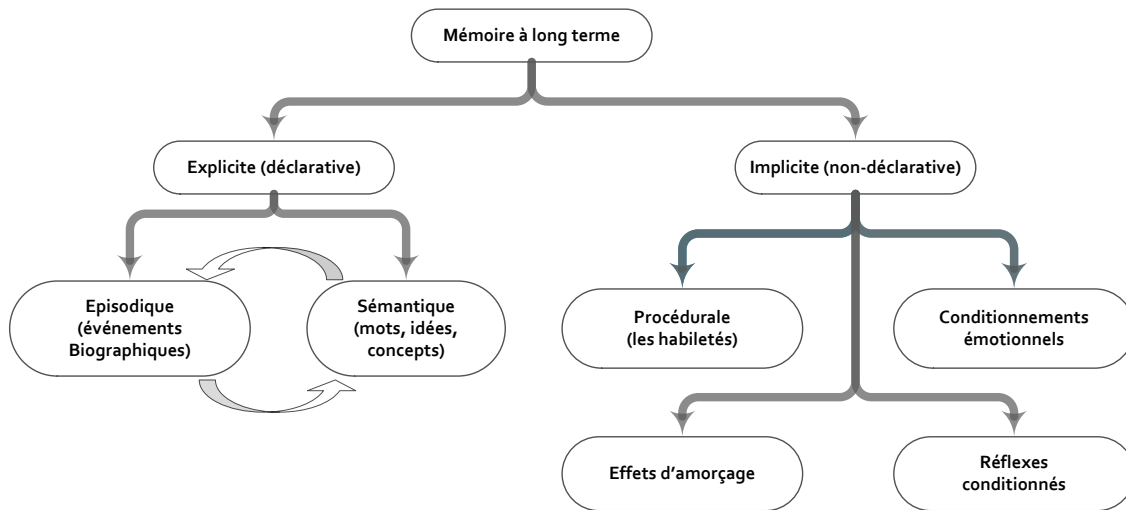 Mémoire à long terme
Explicite (déclarative)
Implicite (non-déclarative)
Episodique
(événements
Biographiques)
Sémantique
(mots, idées,
concepts)
Procédurale
(les habiletés)
Conditionnements
émotionnels
Effets d’amorçage
Réflexes
conditionnés